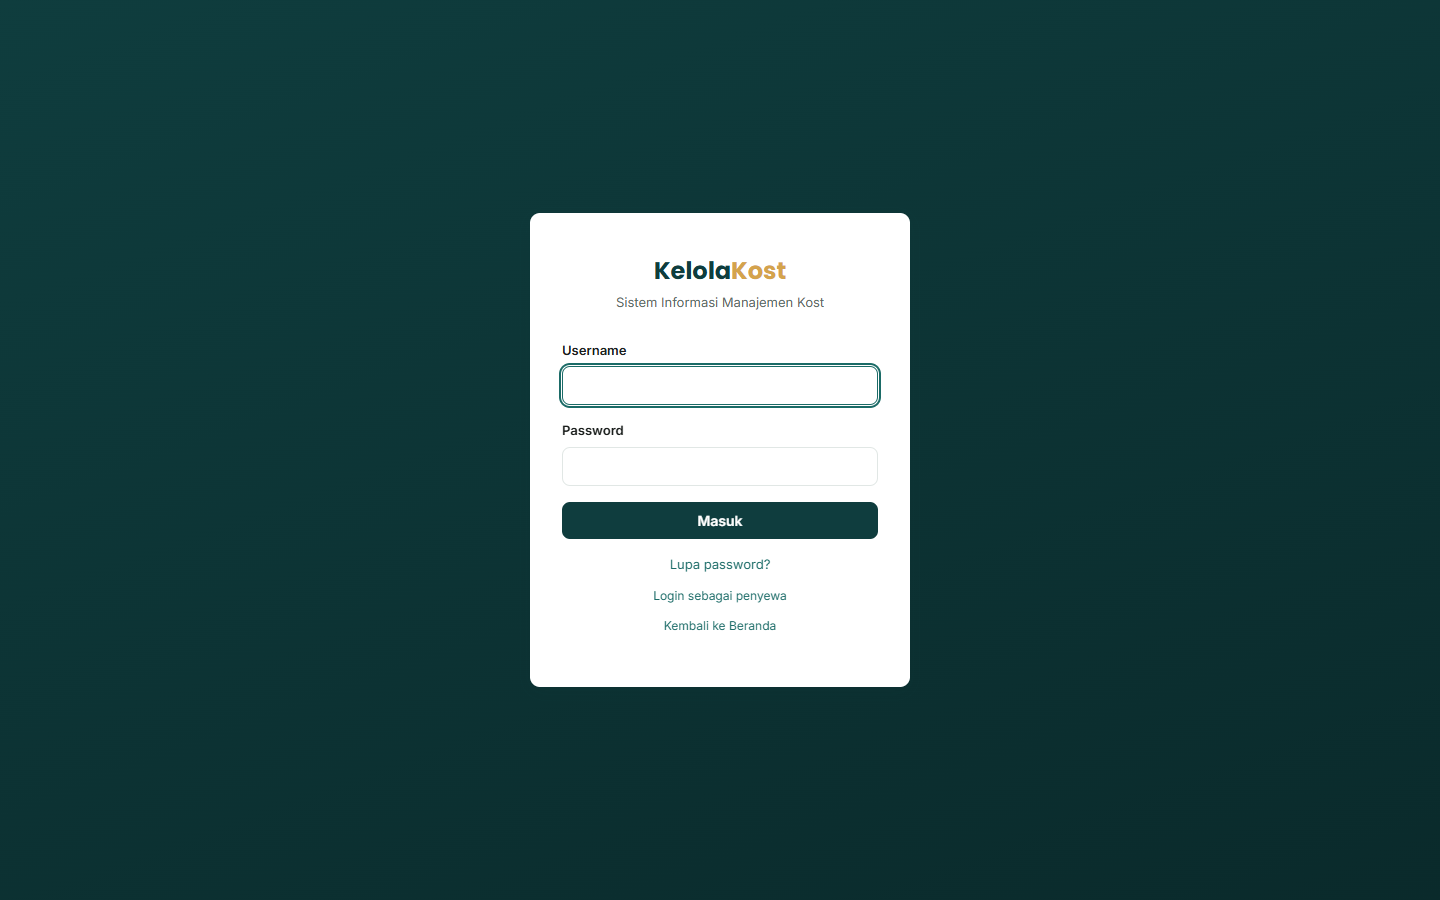 KelolaKost
Sistem Informasi Manajemen Kost
Username
Password
Masuk
Lupa password?
Login sebagai penyewa
Kembali ke Beranda